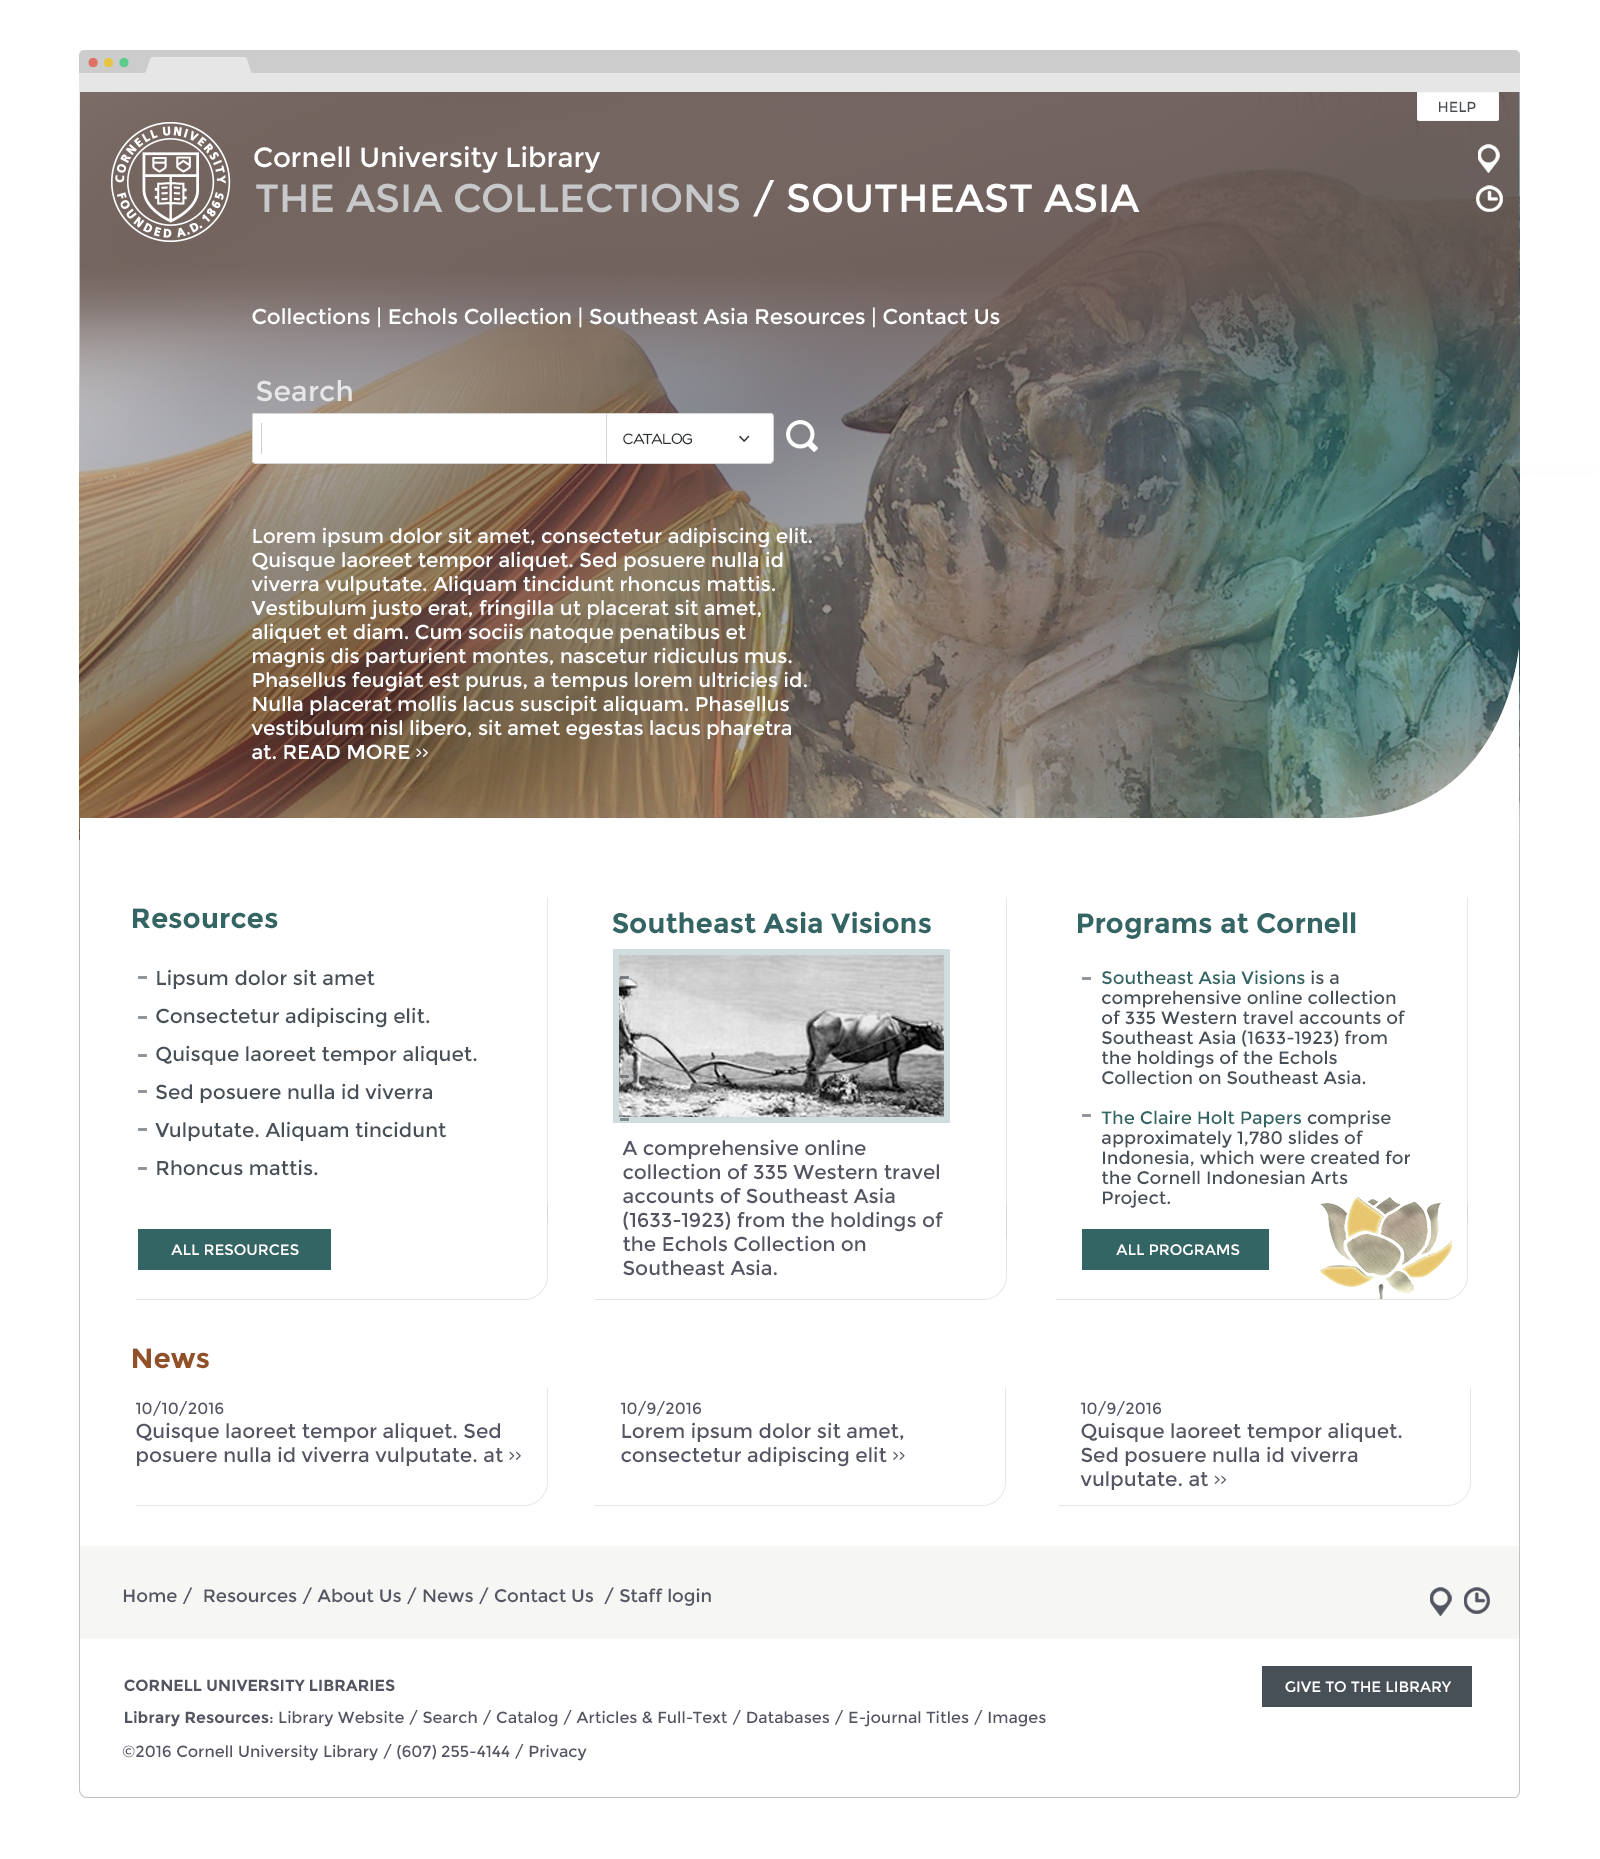 HELP
CORNELL UNIVERSITY
FOUNDED A.D. 1865
Cornell University Library
THE ASIA COLLECTIONS / SOUTHEAST ASIA
Collections | Echols Collection | Southeast Asia Resources | Contact Us
Search
CATALOG
Lorem ipsum dolor sit amet, consectetur adipiscing elit.
Quisque laoreet tempor aliquet. Sed posuere nulla id
viverra vulputate. Aliquam tincidunt rhoncus mattis.
Vestibulum justo erat, fringilla ut placerat sit amet,
aliquet et diam. Cum sociis natoque penatibus et
magnis dis parturient montes, nascetur ridiculus mus.
Phasellus feugiat est purus, a tempus lorem ultricies id.
Nulla placerat mollis lacus suscipit aliquam. Phasellus
vestibulum nisl libero, sit amet egestas lacus pharetra
at. READ MORE ››
Resources
– Lipsum dolor sit amet
– Consectetur adipiscing elit.
– Quisque laoreet tempor aliquet.
– Sed posuere nulla id viverra
– Vulputate. Aliquam tincidunt
– Rhoncus mattis.
ALL RESOURCES
Southeast Asia Visions
A comprehensive online
collection of 335 Western travel
accounts of Southeast Asia
(1633-1923) from the holdings of
the Echols Collection on
Southeast Asia.
Programs at Cornell
– Southeast Asia Visions is a
comprehensive online collection
of 335 Western travel accounts of
Southeast Asia (1633-1923) from
the holdings of the Echols
Collection on Southeast Asia.
– The Claire Holt Papers comprise
approximately 1,780 slides of
Indonesia, which were created for
the Cornell Indonesian Arts
Project.
ALL PROGRAMS
News
10/10/2016
Quisque laoreet tempor aliquet. Sed
posuere nulla id viverra vulputate. at ››
10/9/2016
Lorem ipsum dolor sit amet,
consectetur adipiscing elit ››
10/9/2016
Quisque laoreet tempor aliquet.
Sed posuere nulla id viverra
vulputate. at ››
Home / Resources / About Us / News / Contact Us / Staff login
CORNELL UNIVERSITY LIBRARIES
GIVE TO THE LIBRARY
Library Resources: Library Website / Search / Catalog / Articles & Full-Text / Databases / E-journal Titles / Images
©2016 Cornell University Library / (607) 255-4144 / Privacy